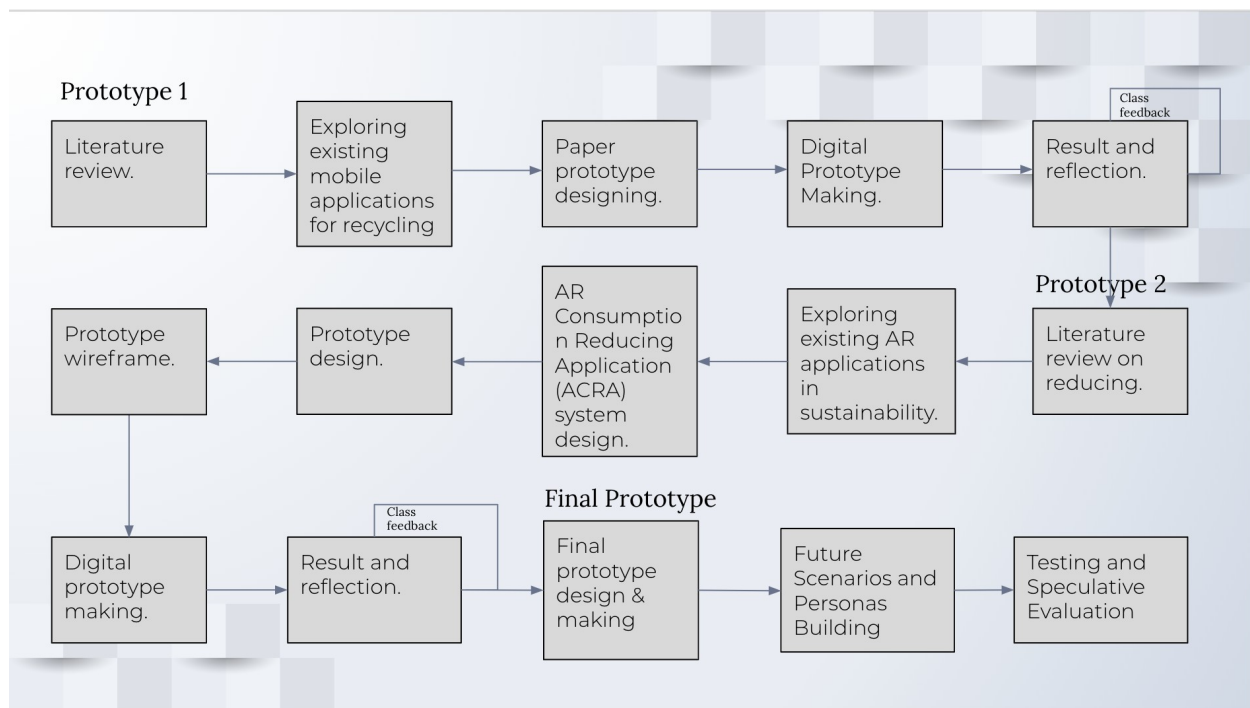 Prototype 1
Literature
review.
Exploring
existing
mobile
applications
for recycling
Paper
prototype
designing.
Digital
Prototype
Making.
Class
feedback
Result and
reflection.
Prototype 2
Literature
review on
reducing.
Exploring
existing AR
applications
in
sustainability.
AR
Consumptio
n Reducing
Application
(ACRA)
system
design.
Prototype
design.
Prototype
wireframe.
Digital
prototype
making.
Class
feedback
Result and
reflection.
Final Prototype
Final
prototype
design &
making
Future
Scenarios and
Personas
Building
Testing and
Speculative
Evaluation